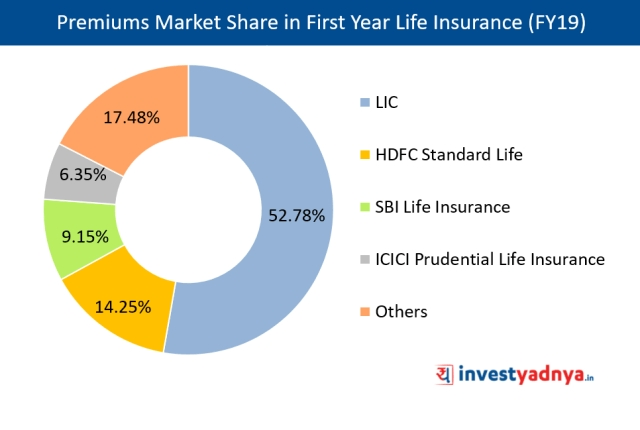 Premiums Market Share in First Year Life Insurance (FY19)
17.48%
6.35%
9.15%
14.25%
52.78%
LIC
HDFC Standard Life
SBI Life Insurance
ICICI Prudential Life Insurance
Others
investyadnya.in